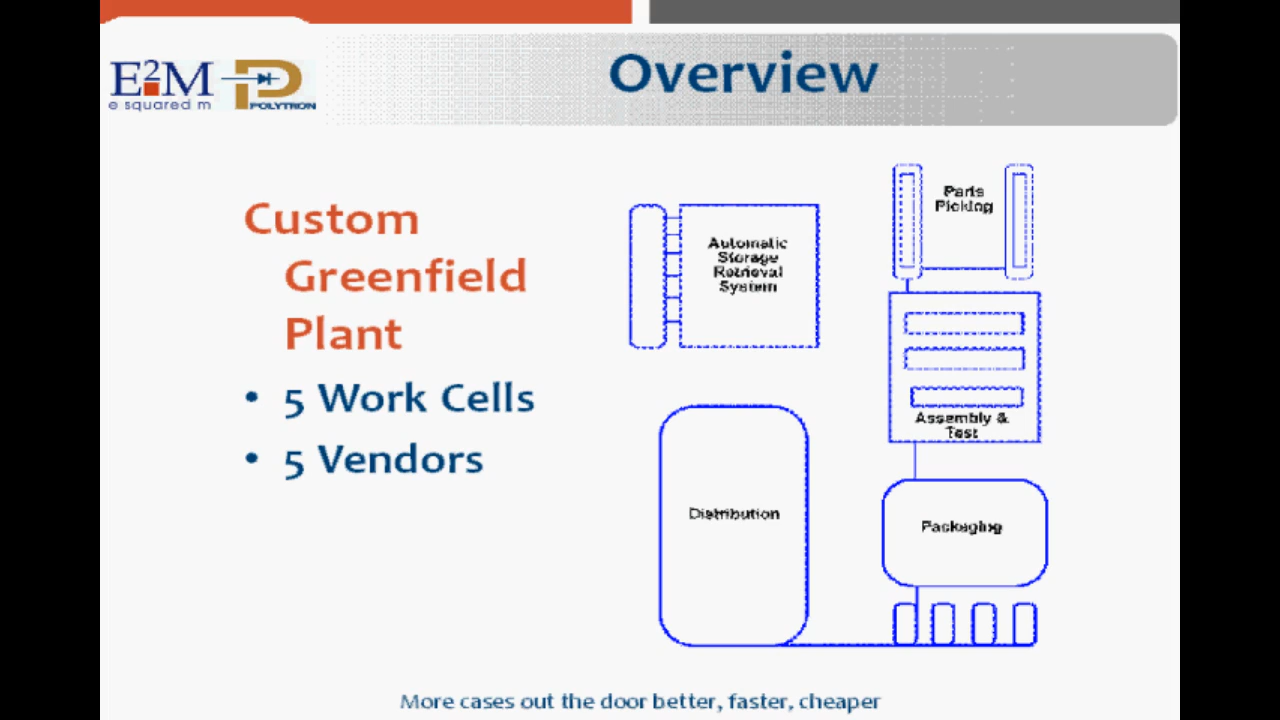 Overview
E2M
e squared m
POLYTRON
Custom
Greenfield
Plant
• 5 Work Cells
• 5 Vendors
Automatic
Storage
Retrieval
System
Parts
Picking
Assembly &
Test
Distribution
Packaging
More cases out the door better, faster, cheaper